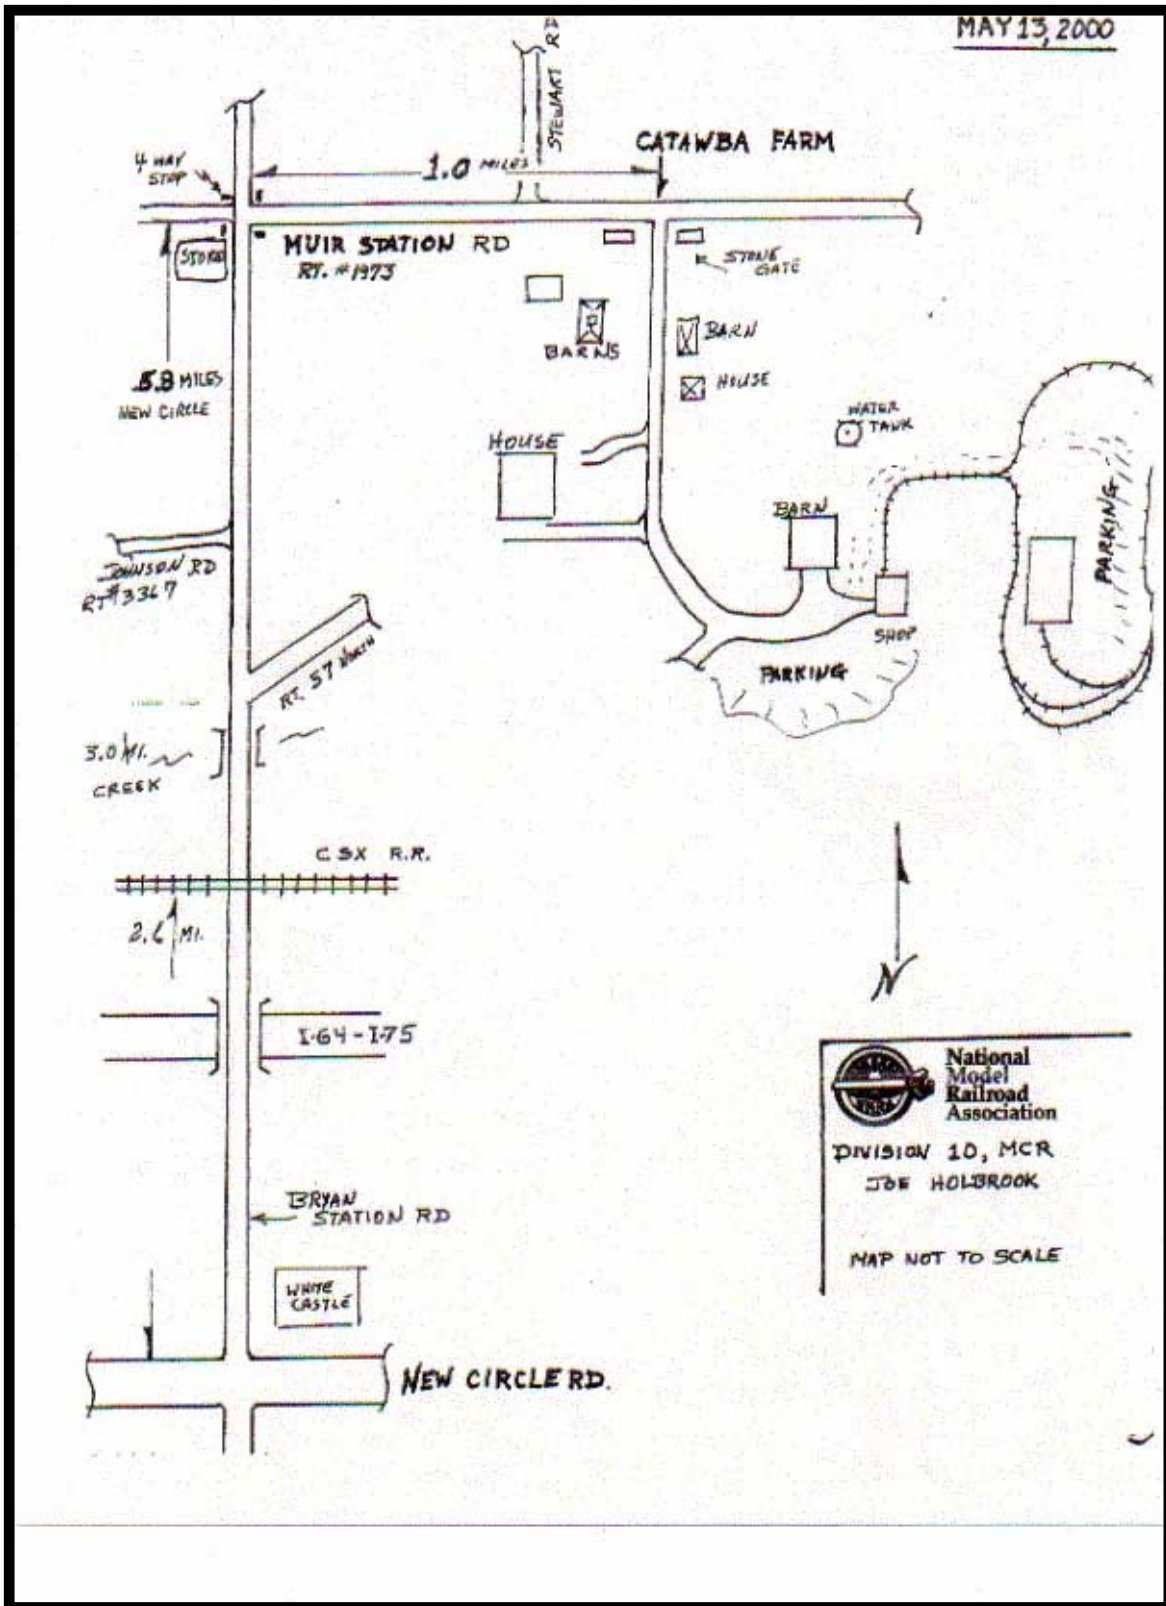 MAY 13, 2000
STEWART RD
CATAWBA FARM
4 WAY
STOP
1.0 MILES
STORE
MUIR STATION RD
RT. #1973
STONE
GATE
BARNS
BARN
HOUSE
5.8 MILES
NEW CIRCLE
WATER
TANK
HOUSE
PARKING
BARN
JOHNSON RD
RT#3367
SHOP
RT. 57 NORTH
PARKING
3.0 MI.
CREEK
CSX R.R.
2.6 MI.
N
I-64-I-75
National
Model
Railroad
Association
DIVISION 10, MCR
JOE HOLBROOK
MAP NOT TO SCALE
BRYAN
STATION RD
WHITE
CASTLE
NEW CIRCLE RD.